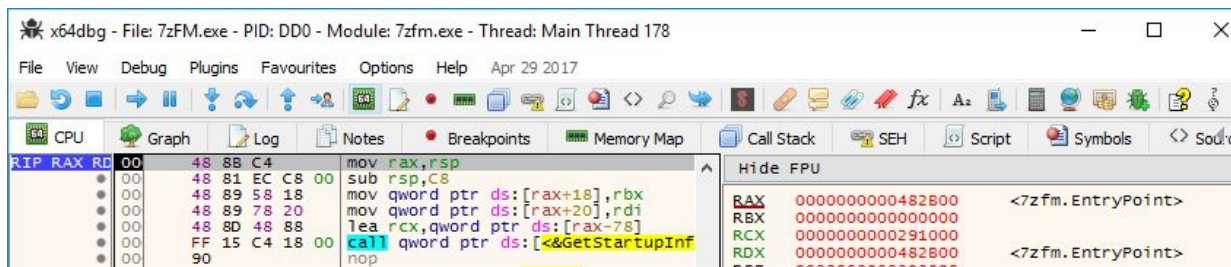 x64dbg - File: 7zFM.exe - PID: DD0 - Module: 7zfm.exe - Thread: Main Thread 178
File View Debug Plugins Favourites Options Help Apr 29 2017
64 S fx Az
64 CPU Graph Log Notes Breakpoints Memory Map Call Stack SEH Script Symbols
RIP RAX RD 00 48 8B C4 mov rax,rsp
00 48 81 EC C8 00 sub rsp,C8
00 48 89 58 18 mov qword ptr ds:[rax+18],rbx
00 48 89 78 20 mov qword ptr ds:[rax+20],rdi
00 48 8D 48 88 lea rcx,qword ptr ds:[rax-78]
00 FF 15 C4 18 00 call qword ptr ds:[<&GetStartupInf
00 90 nop
Hide FPU
RAX 0000000000482B00 <7zfm.EntryPoint>
RBX 0000000000000000
RCX 0000000000291000
RDX 0000000000482B00 <7zfm.EntryPoint>